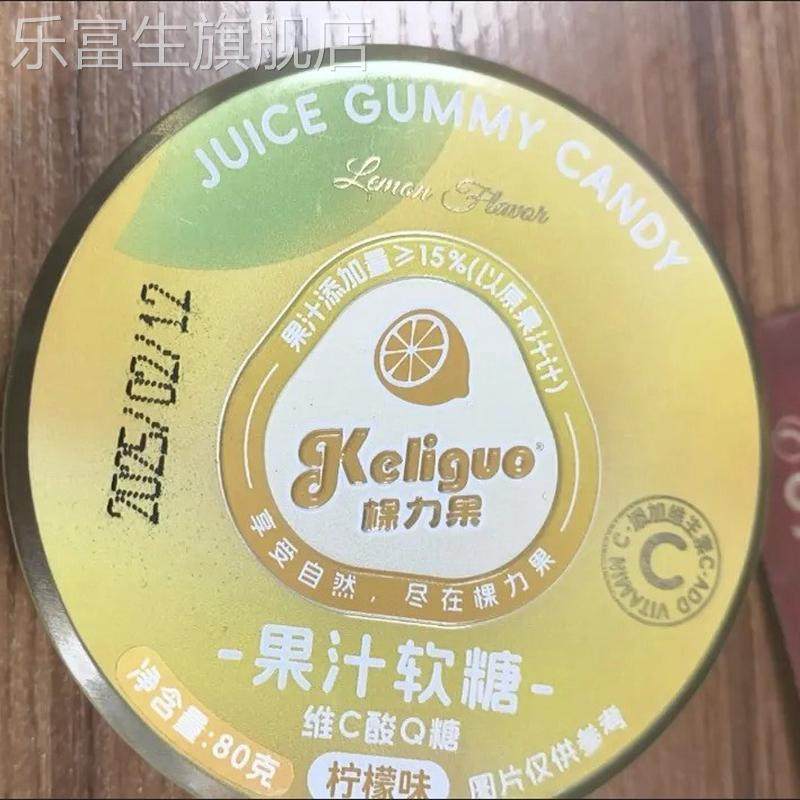 乐富生旗舰店
JUICE GUMMY CANDY
Lemon Flavor
果汁添加量≥15%(以原果汁计)
2025/02/12
Keliguo®
棵力果
享受自然,尽在棵力果
C·添加维生素C·ADD VITAMIN
C
-果汁软糖-
维C酸Q糖
净含量:80克
柠檬味
图片仅供参考